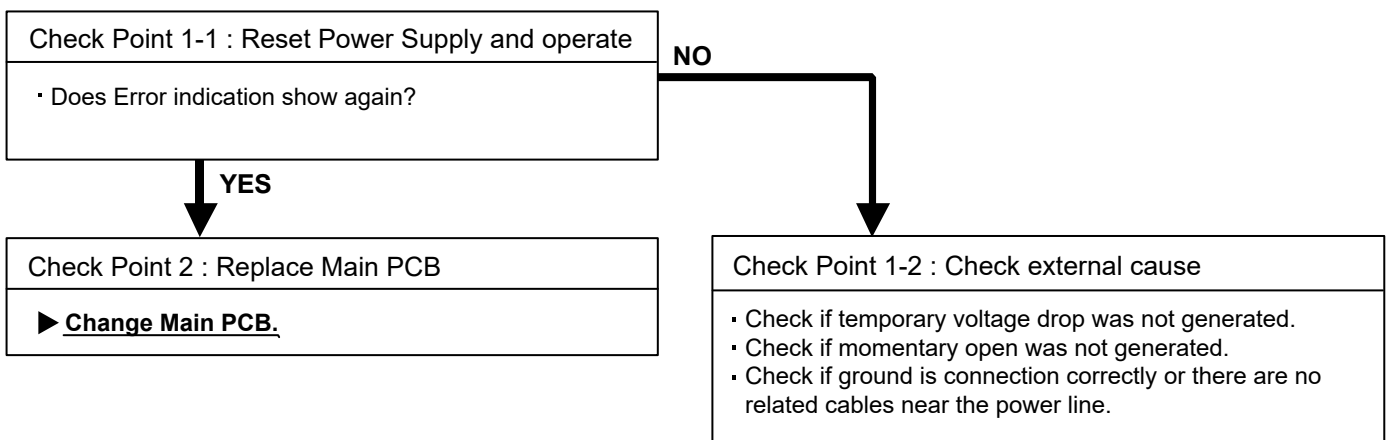 Check Point 1-1 : Reset Power Supply and operate
· Does Error indication show again?
NO
YES
Check Point 2 : Replace Main PCB
▶ Change Main PCB.
Check Point 1-2 : Check external cause
· Check if temporary voltage drop was not generated.
· Check if momentary open was not generated.
· Check if ground is connection correctly or there are no
related cables near the power line.